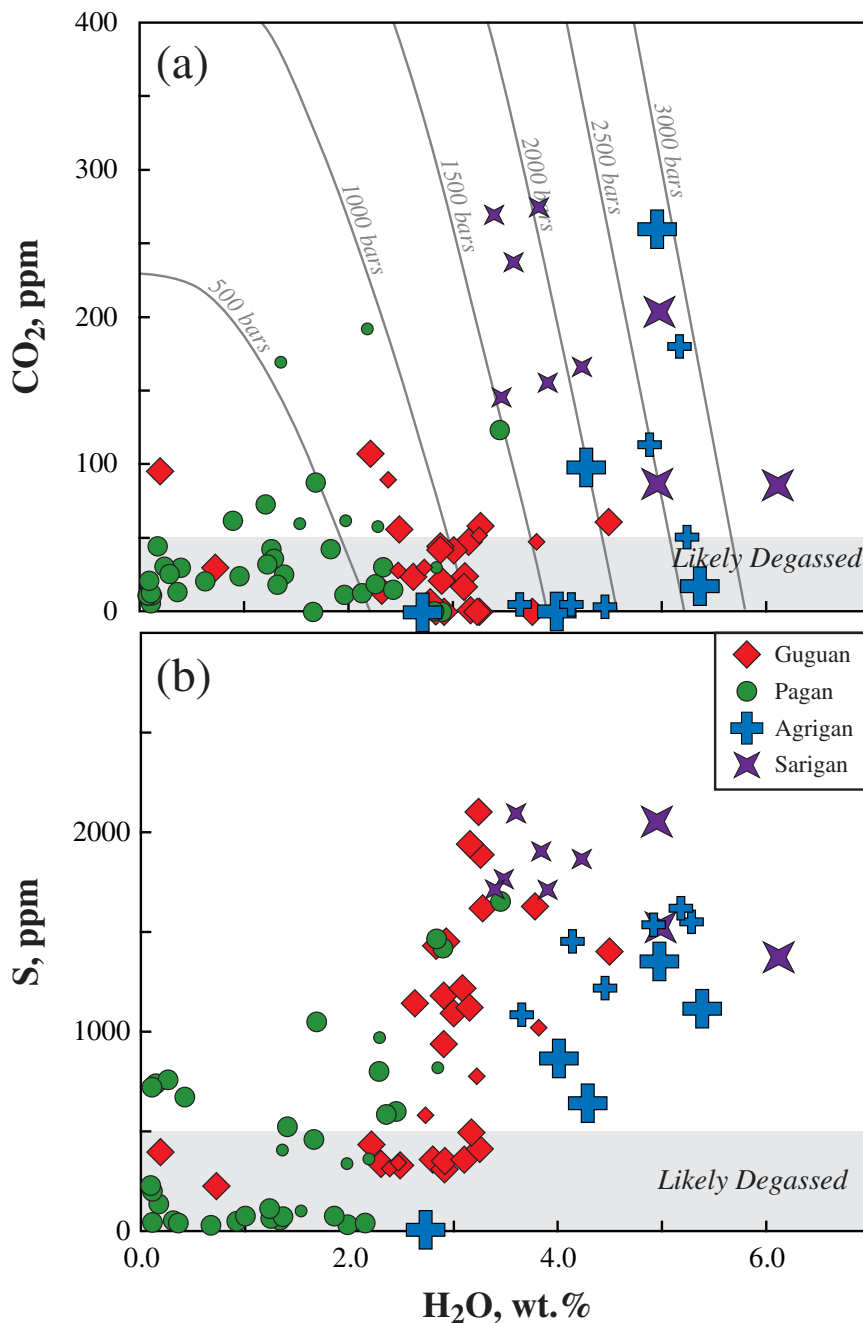 400
(a)
3000 bars
2500 bars
2000 bars
1500 bars
1000 bars
500 bars
300
200
100
0
CO2, ppm
Likely Degassed
(b)
Guguan
Pagan
Agrigan
Sarigan
2000
1000
0
S, ppm
Likely Degassed
0.0 2.0 4.0 6.0
H2O, wt.%